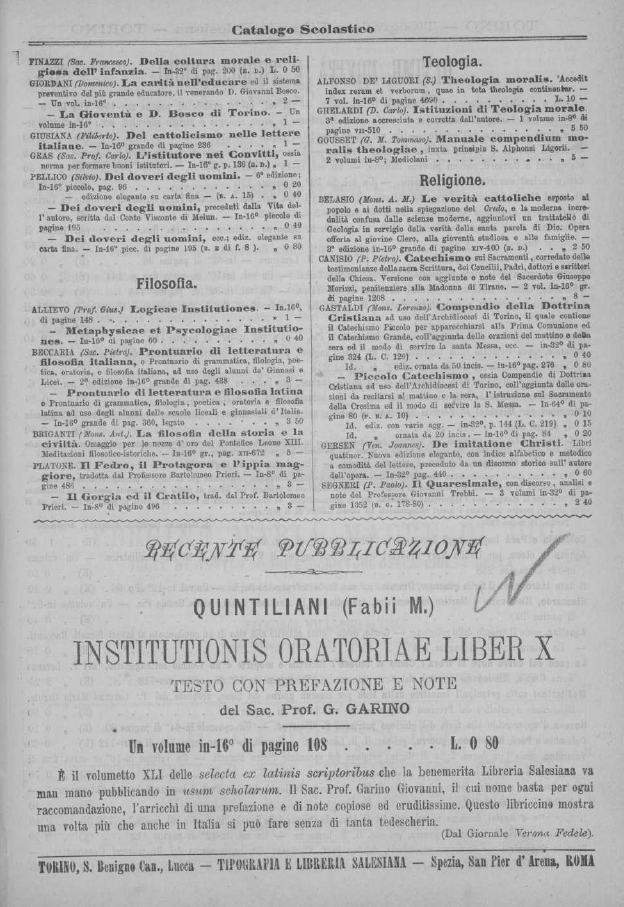 Catalogo Scolastico
FINAZZI (Sac. Francesco). Della coltura morale e reli-
giosa dell' infanzia. — In-32º di pag. 200 (B. D.) L. 0 50
GIORDANI (Domenico). La carità nell'educare ed il sistema
preventivo del più grande educatore, il venerando D. Giovanni Bosco.
— Un vol. in-16º . . . . . . . . . . . . „ 2 —
— La Gioventù e D. Bosco di Torino. — Un
volume in-16º . . . . . . . . . . . . „ 1 —
GIUSIANA (Filiberto). Del cattolicismo nelle lettere
italiane. — In-16º grande di pagine 236 . . . . „ 1 —
GRAS (Sac. Prof. Carlo). L'istitutore nei Convitti, ossia
norme per formare buoni istitutori. — In-16º g. p. 136 (B. N.) „ 1 —
PELLICO (Silvio). Dei doveri degli uomini. — 6ª edizione;
In-16º piccolo, pag. 96 . . . . . . . . . „ 0 20
— edizione elegante su carta fina — (B. A. 15) . „ 0 40
— Dei doveri degli uomini, preceduti dalla Vita del-
l'autore, scritta dal Conte Visconte di Melun. — In-16º piccolo di
pagine 195 . . . . . . . . . . . . „ 0 40
— Dei doveri degli uomini, ecc.; ediz. elegante su
carta fina. — In-16º picc. di pagine 195 (B. B di f. 8 ). „ 0 80
Filosofia.
ALLIEVO (Prof. Gius.) Logicae Institutiones. — In-16º,
di pagine 148 . . . . . . . . . . . „ 1 —
— Metaphysicae et Psycologiae Institutio-
nes. — In-16º di pagine 60 . . . . . . . . „ 0 40
BECCARIA (Sac. Pietro). Prontuario di letteratura e
filosofia italiana, o Prontuario di grammatica, filologia, poe-
tica, oratoria, e filosofia italiana, ad uso degli alunni da' Ginnasi e
Licei. — 2ª edizione in-16º grande di pag. 438 . . . „ 3 —
— Prontuario di letteratura e filosofia latina
o Prontuario di grammatica, filologia, poetica, oratoria e filosofia
latina ad uso degli alunni delle scuole liceali e ginnasiali d'Italia.
— In-16º grande di pag. 360, legato . . . . . „ 3 50
BRIGANTI (Mons. Ant.) La filosofia della storia e la
civiltà. Omaggio per le nozze d'oro del Pontefice Leone XIII.
Meditazioni filosofico-istoriche. — In-16º gr., pag. XII-672 . „ 5 —
PLATONE. Il Fedro, il Protagora e l'ippia mag-
giore, tradotta dal Professore Bartolomeo Prieri. — In-8º di pa-
gine 486 . . . . . . . . . . . . „ 3 —
— Il Gorgia ed il Cratilo, trad. dal Prof. Bartolomeo
Prieri. — In-8º di pagine 496 . . . . . . . „ 3 —
Teologia.
ALFONSO DE' LIGUORI (S.) Theologia moralis. 'Accedit
index rerum et verborum, quae in tota theologia continentur. —
7 vol. in-16º di pagine 4690 . . . . . . . L. 10 —
GHELARDI (D. Carlo). Istituzioni di Teologia morale
3ª edizione accresciuta e corretta dall'autore. — 1 volume in-8º di
pagine VII-510 . . . . . . . . . . . „ 5 50
GOUSSET (G. M. Tommaso). Manuale compendium mo-
ralis theologiae, iuxta principia S. Alphonsi Ligorii. —
2 volumi in-8º; Mediolani . . . . . . . . „ 5 —
Religione.
BELASIO (Mons. A. M.) Le verità cattoliche esposte al
popolo e ai dotti nella spiegazione del Credo, e la moderna incre-
dulità confusa dalle scienze moderne, aggiuntovi un trattatello di
Geologia in servigio della verità della santa parola di Dio. Opera
offerta al giovine Clero, alla gioventù studiosa e alle famiglie. —
2ª edizione in-16º grande di pagine XIV-400 (B. D.) . . „ 2 50
CANISIO (P. Pietro). Catechismo sui Sacramenti, corredato delle
testimonianze della sacra Scrittura, dei Concilii, Padri, dottori e scrittori
della Chiesa. Versione con aggiunte e note del Sacerdote Giuseppe
Morizzi, penitenziere alla Madonna di Tirano. — 2 vol. in-16º gr.
di pagine 1208 . . . . . . . . . . . 8 —
GASTALDI (Mons. Lorenzo). Compendio della Dottrina
Cristiana ad uso dell'Archidiocesi di Torino, il quale contiene
il Catechismo Piccolo per apparecchiarsi alla Prima Comunione ed
il Catechismo Grande, coll'aggiunta delle orazioni del mattino e della
sera ed il modo di servire la santa Messa, ecc. — in-32º di pa-
gine 324 (L. C. 120) . . . . . . . . . „ 0 40
Id. „ ediz. ornata da 50 incis. — in-16º pag. 276 . „ 0 80
— Piccolo Catechismo, ossia Compendio di Dottrina
Cristiana ad uso dell'Archidiocesi di Torino, coll'aggiunta delle ora-
zioni da recitarsi al mattino e la sera, l'istruzione sul Sacramento
della Cresima ed il modo di servire la S. Messa. — In-64º di pa-
gine 80 (P. B. A. 10) . . . . . . . . . „ 0 10
Id. ediz. con varie agg. — in-32º, p. 144 (L. C. 219) . „ 0 15
Id. „ ornata da 20 incis. — in-16º di pag. 84 . „ 0 20
GERSEN (Ven. Joannes). De imitatione Christi. Libri
quatinor. Nuova edizione elegante, con indice alfabetico e metodico
a comodità del lettore, preceduto da un discorso storico sull'autore
dell'opera. — In-32º pag. 440 . . . . . . . „ 0 60
SEGNERI (P. Paolo). Il Quaresimale, con discorso, analisi e
note del Professore Giovanni Trebbi. — 3 volumi in-32º di pa-
gine 1352 (B. C. 178-80) . . . . . . . . . „ 2 40
RECENTE PUBBLICAZIONE
QUINTILIANI (Fabii M.)
INSTITUTIONIS ORATORIAE LIBER X
TESTO CON PREFAZIONE E NOTE
del Sac. Prof. G. GARINO
Un volume in-16º di pagine 108 . . . . . L. 0 80
È il volumetto XLI delle selecta ex latinis scriptoribus che la benemerita Libreria Salesiana va
man mano pubblicando in usum scholarum. Il Sac. Prof. Garino Giovanni, il cui nome basta per ogni
raccomandazione, l'arricchì di una prefazione e di note copiose ed eruditissime. Questo libriccino mostra
una volta più che anche in Italia si può fare senza di tanta tedescheria.
(Dal Giornale Verona Fedele).
TORINO, S. Benigno Can., Lucca — TIPOGRAFIA E LIBRERIA SALESIANA — Spezia, San Pier d' Arena, ROMA